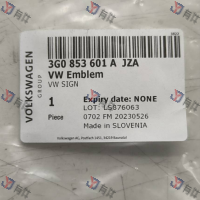 VOLKSWAGEN
GROUP
3G0 853 601 A JZA
VW Emblem
VW SIGN
1
Piece
Expiry date: NONE
LOT: LS876063
0702 FM 20230526
Made in SLOVENIA